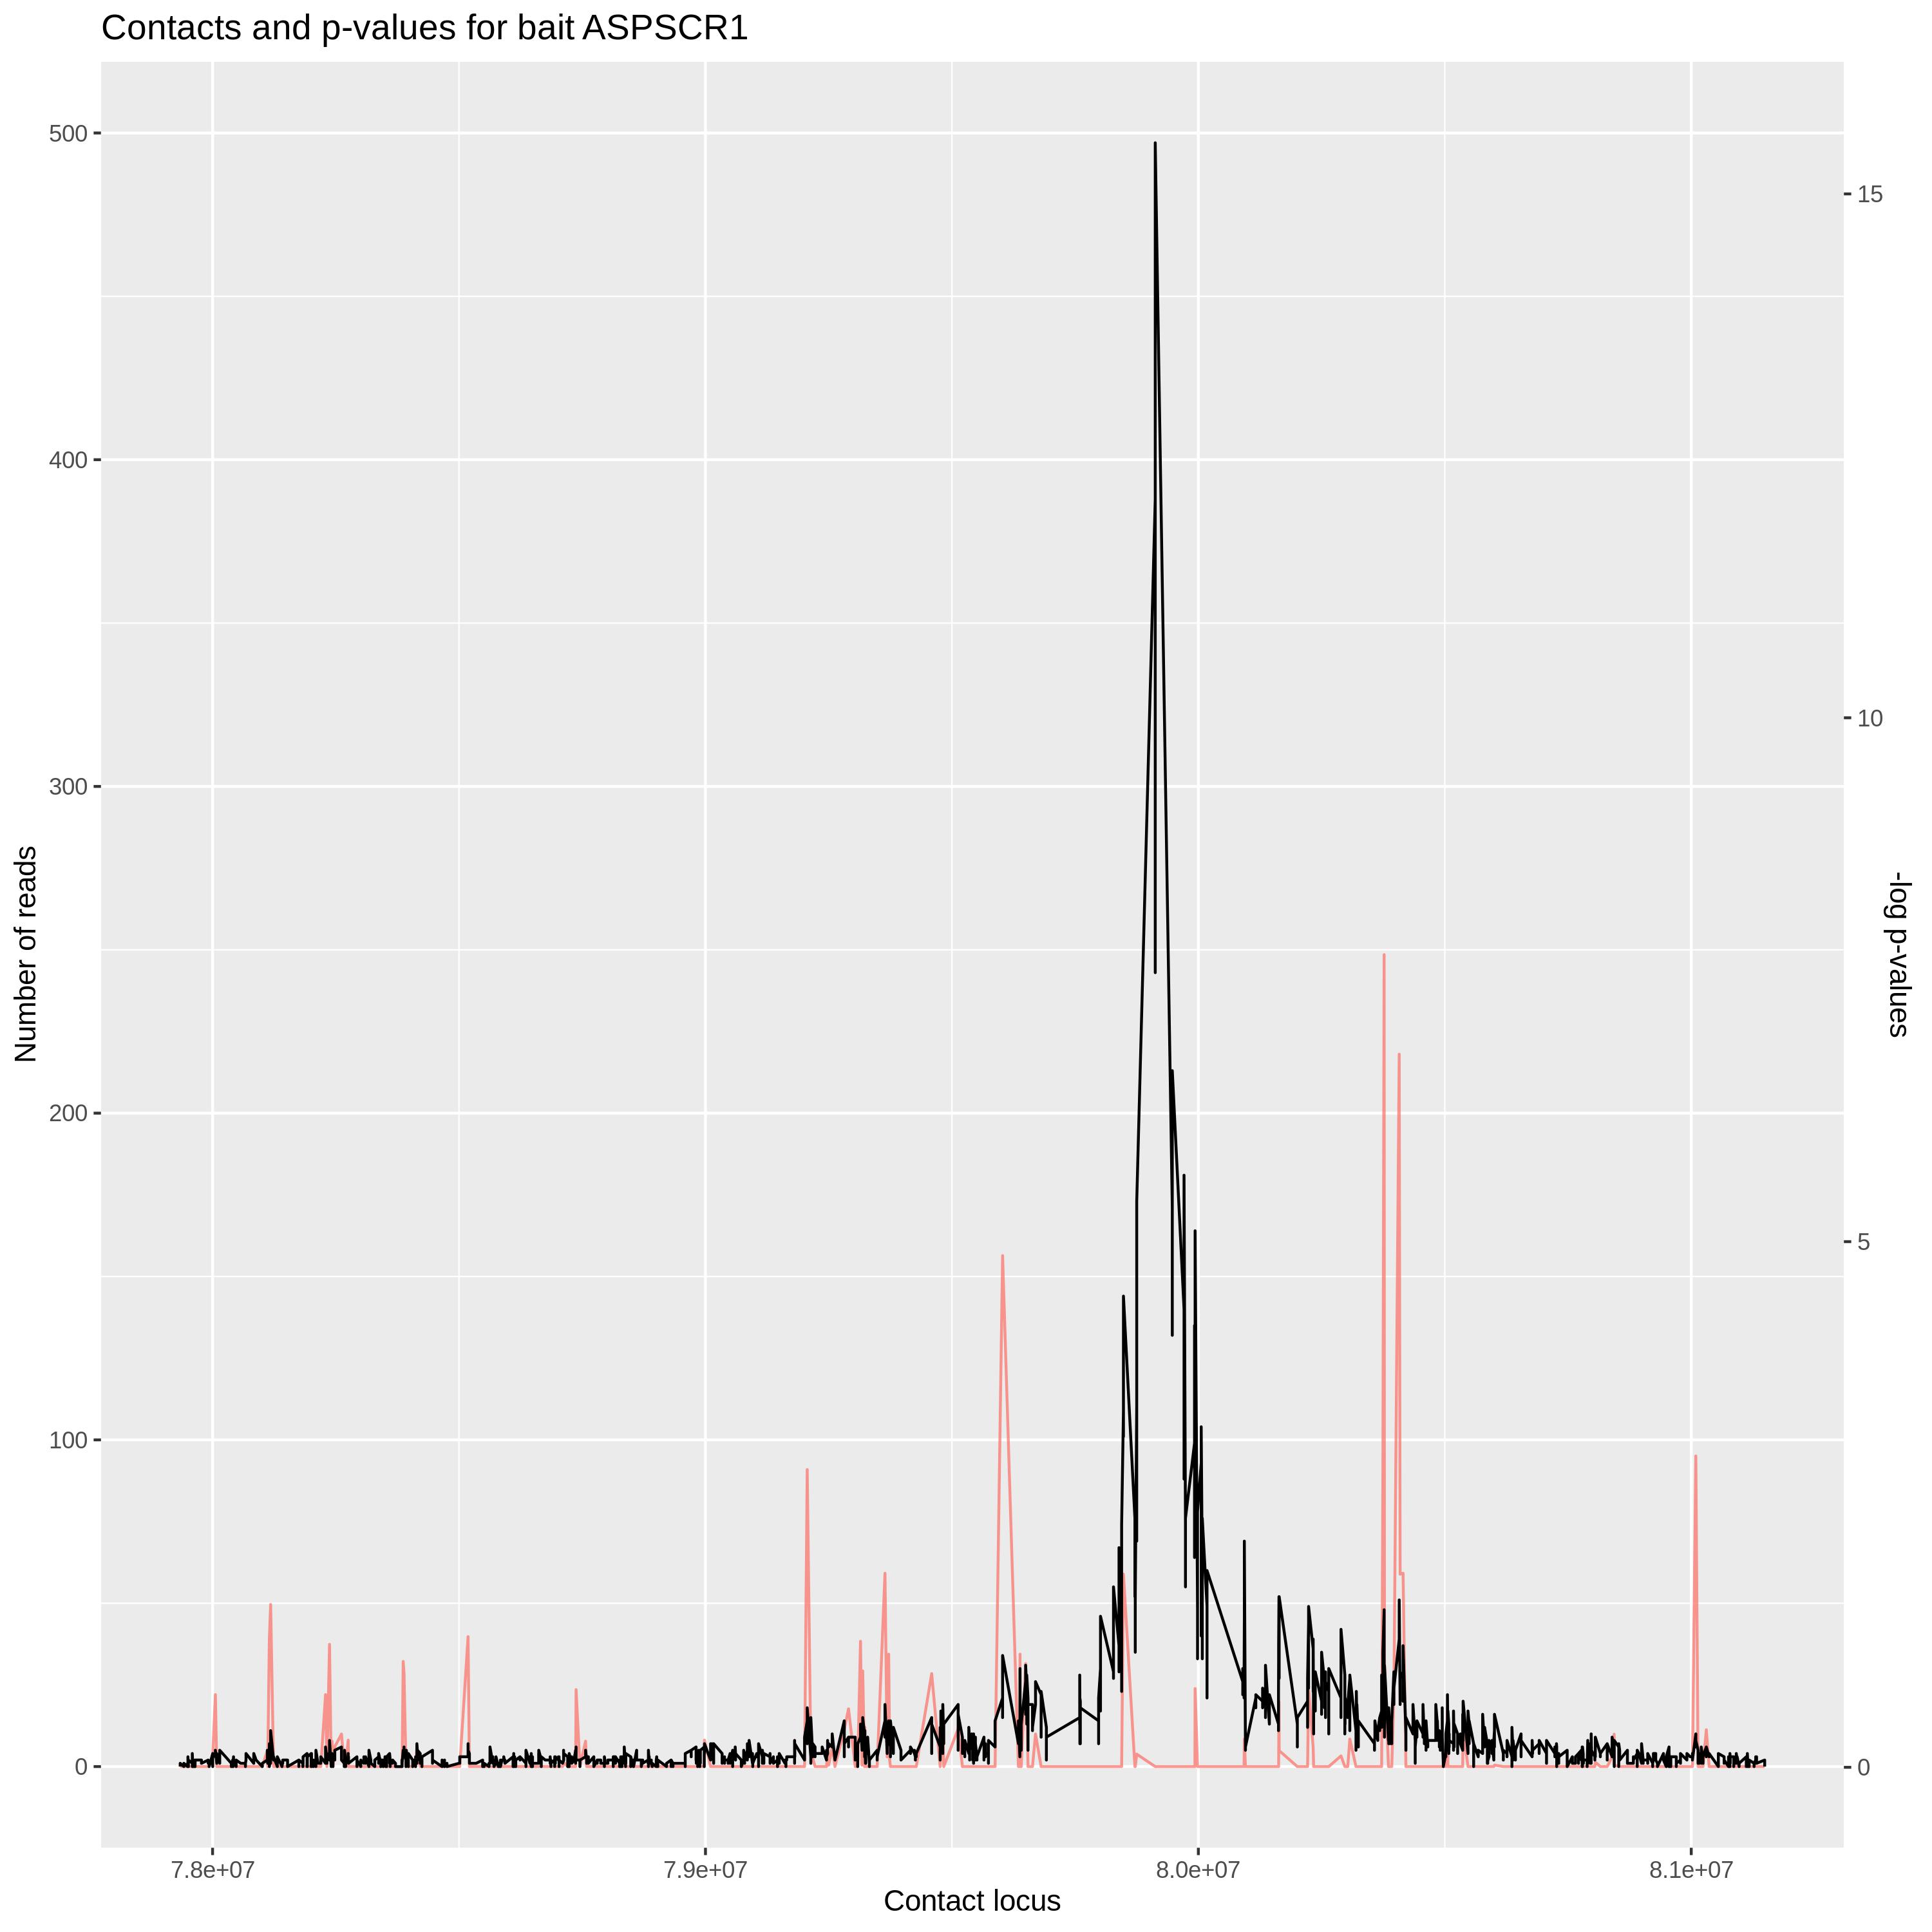 Contacts and p-values for bait ASPSCR1
500
400
300
200
100
0
Number of reads
15
10
5
0
-log p-values
7.8e+07
7.9e+07
8.0e+07
8.1e+07
Contact locus